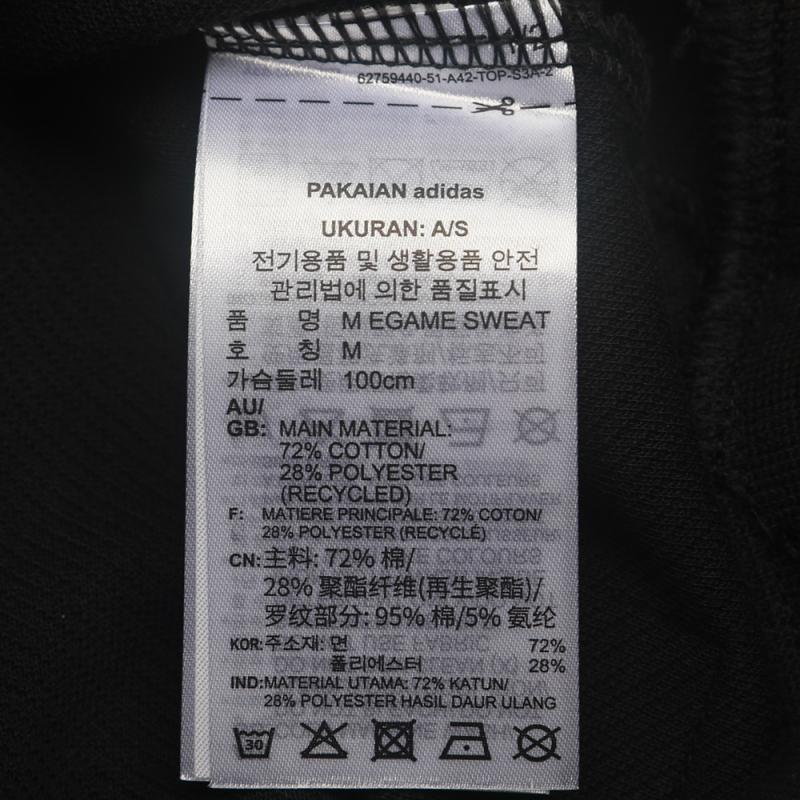 62759440-51-A42-TOP-S3A-2
PAKAIAN adidas
UKURAN: A/S
전기용품 및 생활용품 안전
관리법에 의한 품질표시
품 명 M EGAME SWEAT
호 칭 M
가슴둘레 100cm
AU/
GB: MAIN MATERIAL:
72% COTTON/
28% POLYESTER
(RECYCLED)
F: MATIERE PRINCIPALE: 72% COTON/
28% POLYESTER (RECYCLÉ)
CN:主料: 72% 棉/
28% 聚酯纤维(再生聚酯)/
罗纹部分: 95% 棉/5% 氨纶
KOR:주소재: 면 72%
폴리에스터 28%
IND:MATERIAL UTAMA: 72% KATUN/
28% POLYESTER HASIL DAUR ULANG
30